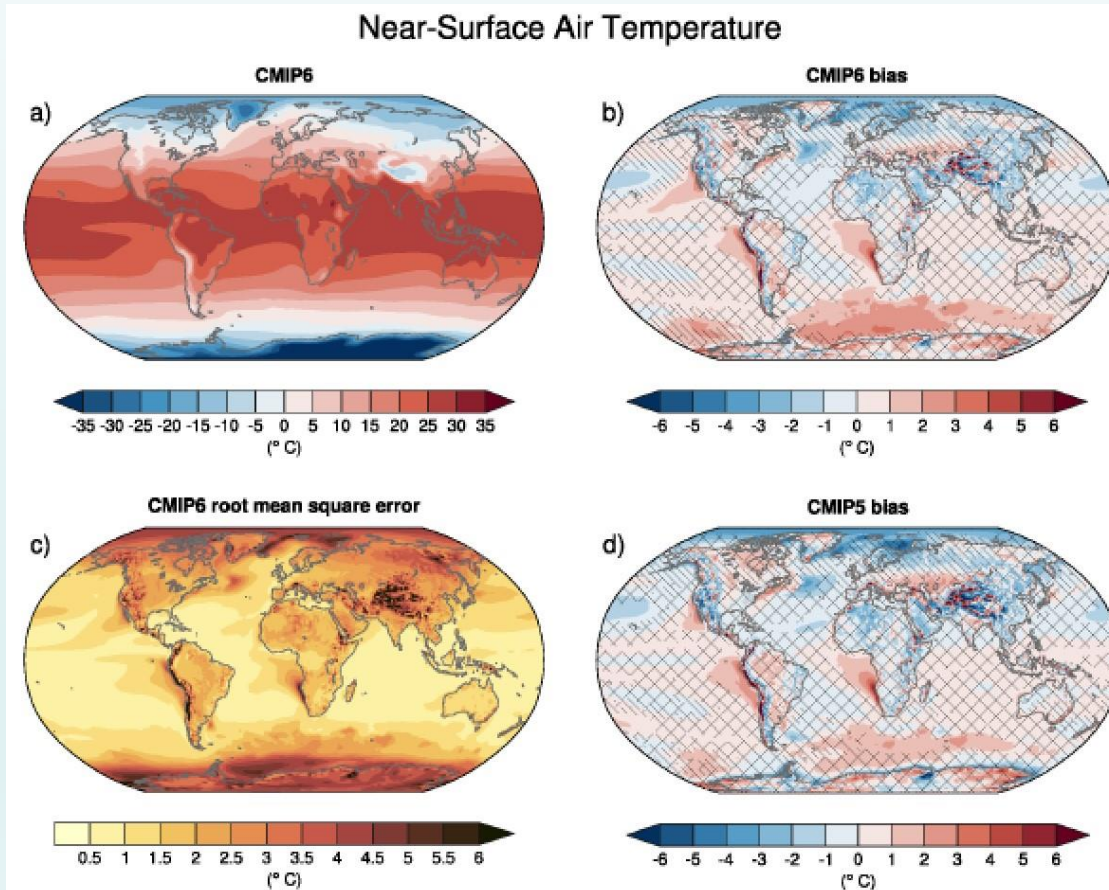 Near-Surface Air Temperature
CMIP6
CMIP6 bias
a)
b)
-35 -30 -25 -20 -15 -10 -5 0 5 10 15 20 25 30 35
(° C)
-6 -5 -4 -3 -2 -1 0 1 2 3 4 5 6
(° C)
CMIP6 root mean square error
CMIP5 bias
c)
d)
0.5 1 1.5 2 2.5 3 3.5 4 4.5 5 5.5 6
(° C)
-6 -5 -4 -3 -2 -1 0 1 2 3 4 5 6
(° C)